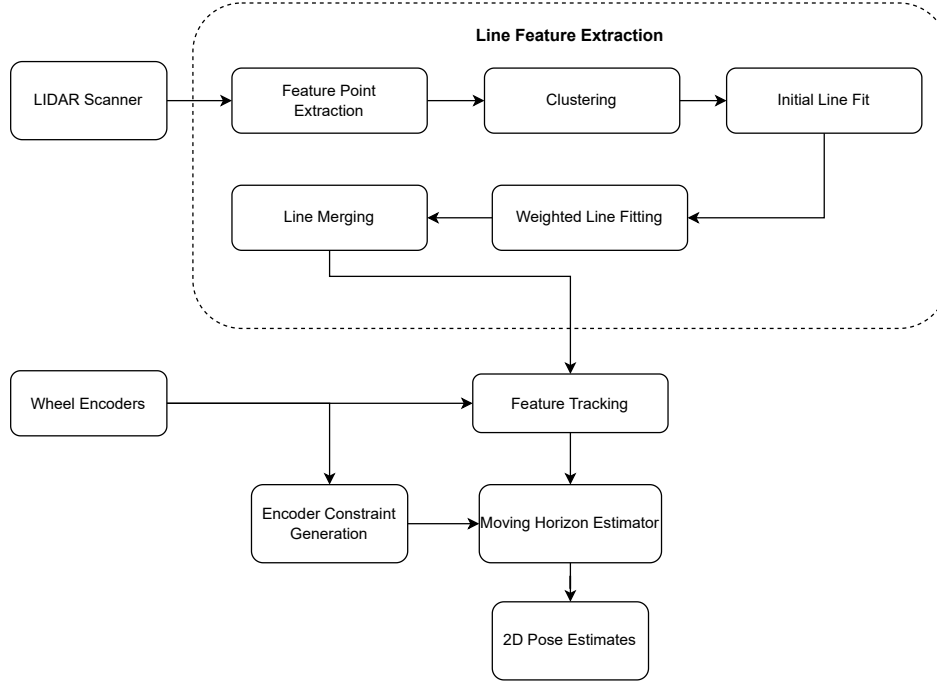 Line Feature Extraction
LIDAR Scanner
Feature Point
Extraction
Clustering
Initial Line Fit
Line Merging
Weighted Line Fitting
Wheel Encoders
Feature Tracking
Encoder Constraint
Generation
Moving Horizon Estimator
2D Pose Estimates